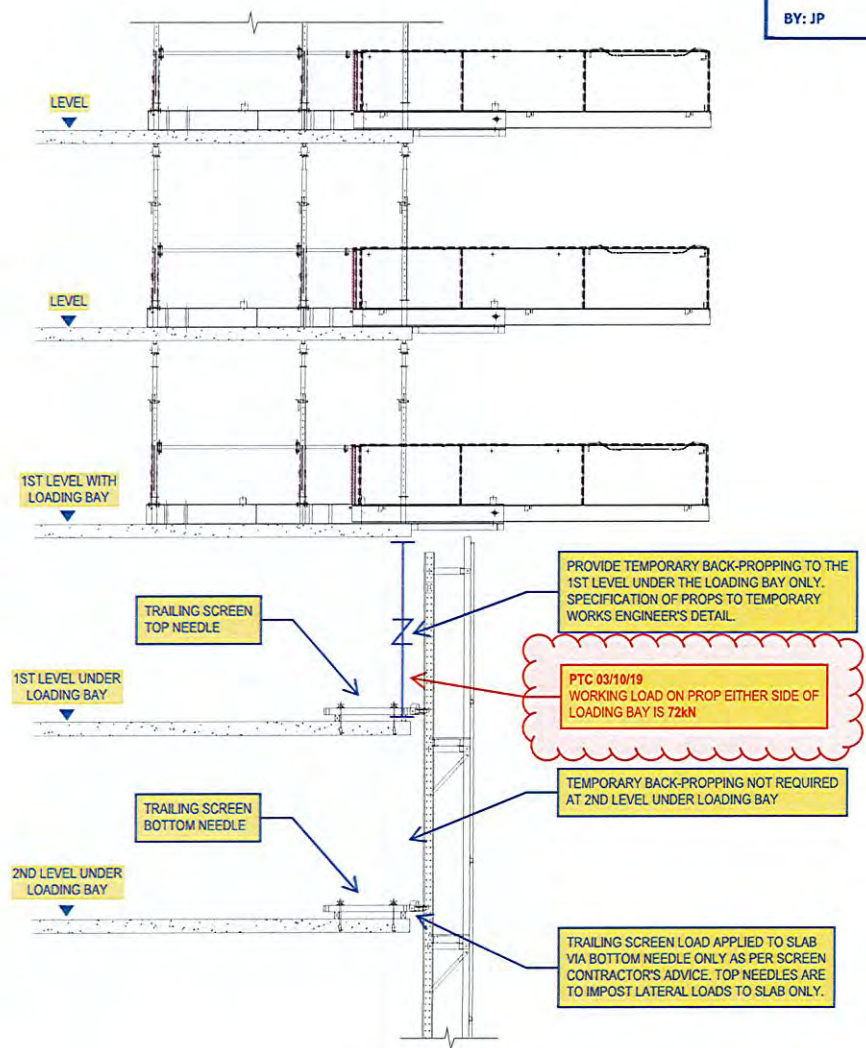 BY: JP
LEVEL
LEVEL
1ST LEVEL WITH
LOADING BAY
PROVIDE TEMPORARY BACK-PROPPING TO THE
1ST LEVEL UNDER THE LOADING BAY ONLY.
SPECIFICATION OF PROPS TO TEMPORARY
WORKS ENGINEER'S DETAIL.
TRAILING SCREEN
TOP NEEDLE
PTC 03/10/19
WORKING LOAD ON PROP EITHER SIDE OF
LOADING BAY IS 72kN
1ST LEVEL UNDER
LOADING BAY
TEMPORARY BACK-PROPPING NOT REQUIRED
AT 2ND LEVEL UNDER LOADING BAY
TRAILING SCREEN
BOTTOM NEEDLE
2ND LEVEL UNDER
LOADING BAY
TRAILING SCREEN LOAD APPLIED TO SLAB
VIA BOTTOM NEEDLE ONLY AS PER SCREEN
CONTRACTOR'S ADVICE. TOP NEEDLES ARE
TO IMPOST LATERAL LOADS TO SLAB ONLY.